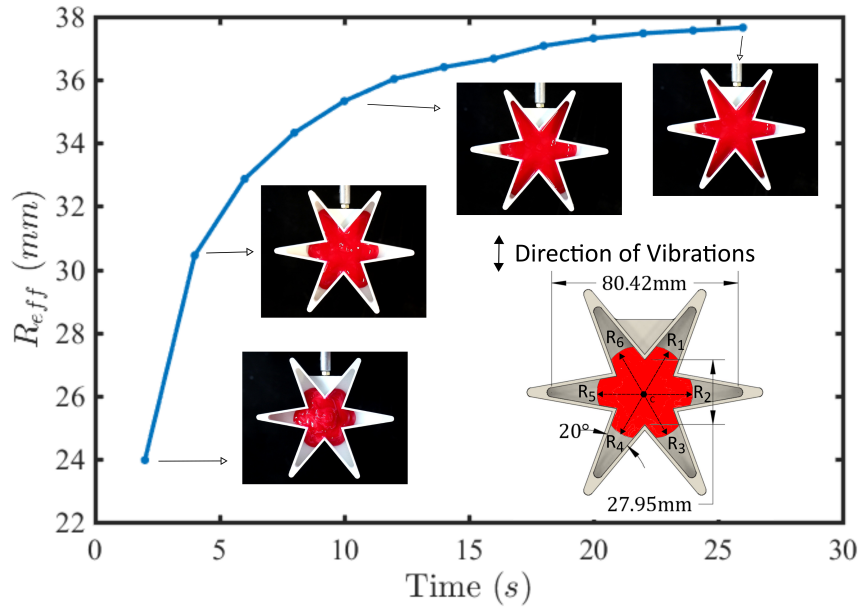 38
36
34
32
30
28
26
24
22
R_eff (mm)
0
5
10
15
20
25
30
Time (s)
Direction of Vibrations
80.42mm
R6
R1
R5
c
R2
20°
R4
R3
27.95mm